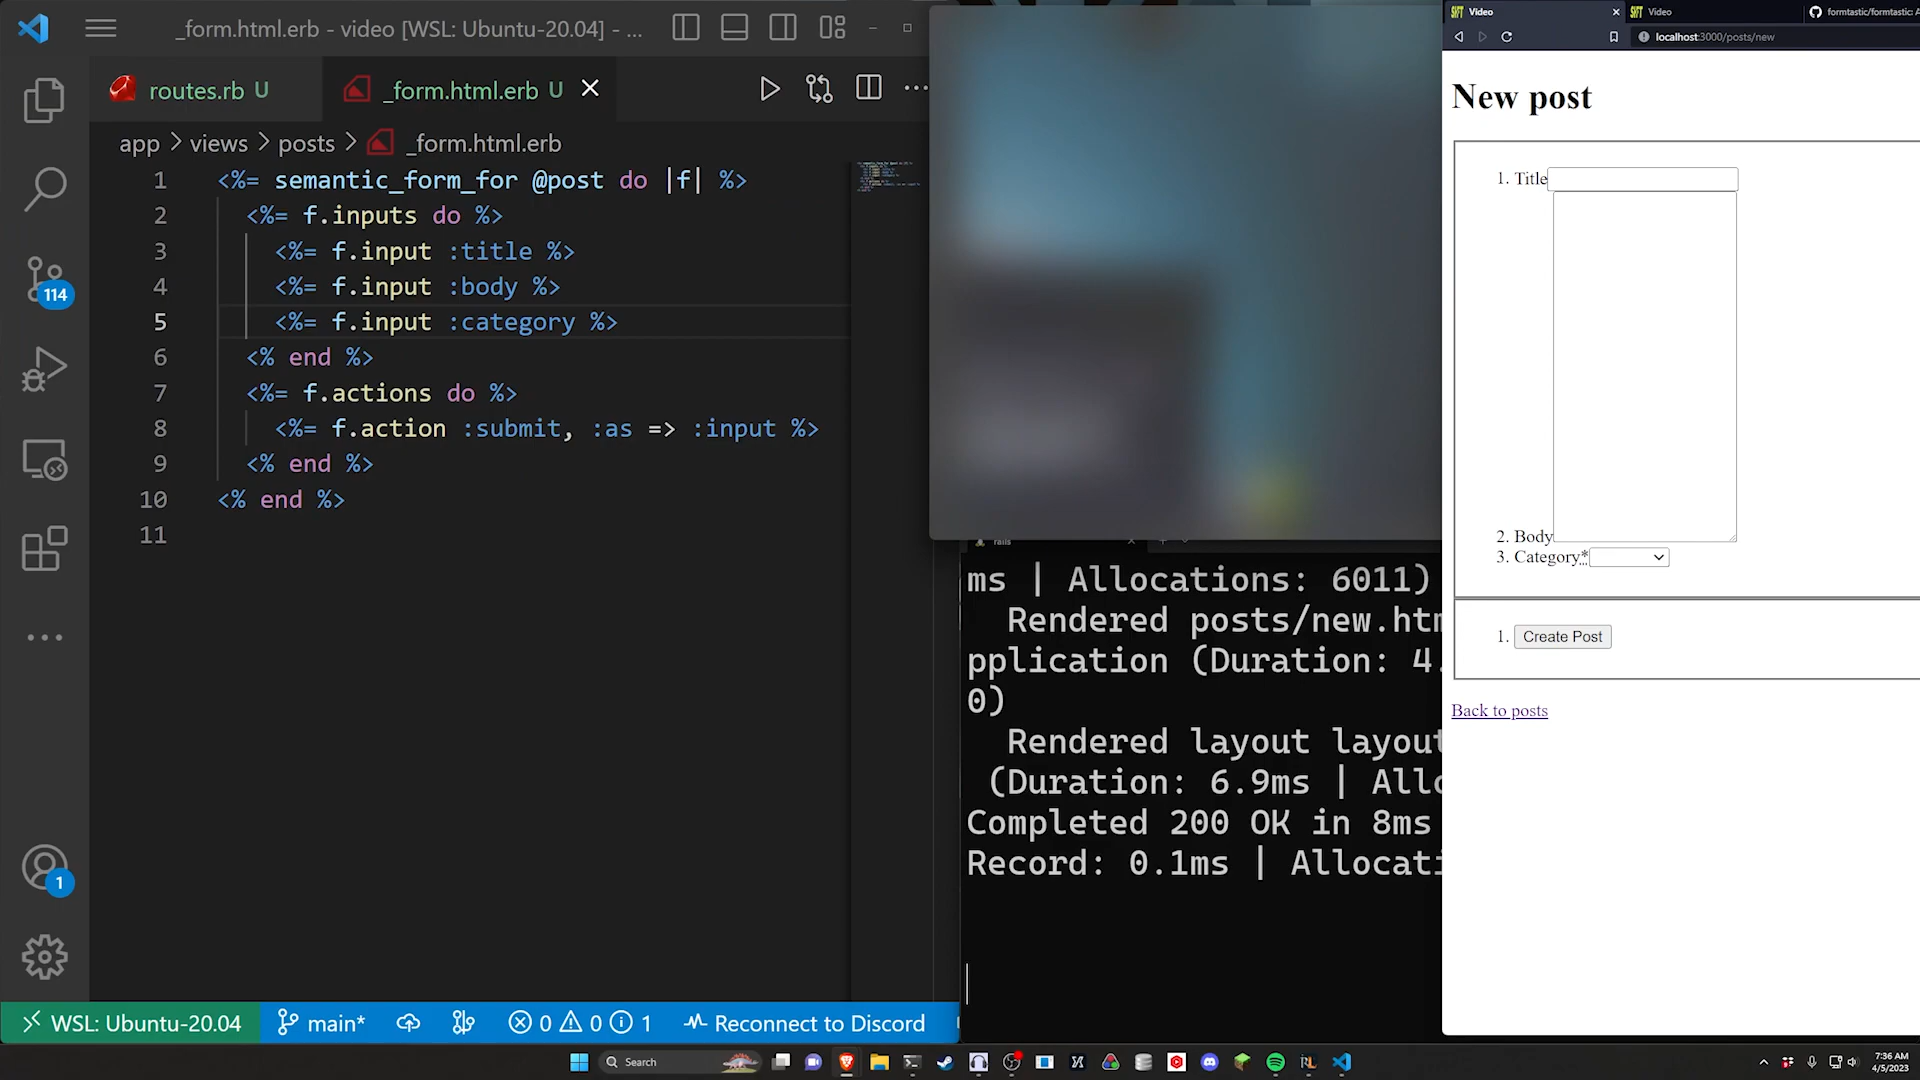 _form.html.erb - video [WSL: Ubuntu-20.04] - ...
routes.rb U
_form.html.erb U
app > views > posts > _form.html.erb
1 <%= semantic_form_for @post do |f| %>
2 <%= f.inputs do %>
3 <%= f.input :title %>
4 <%= f.input :body %>
5 <%= f.input :category %>
6 <% end %>
7 <%= f.actions do %>
8 <%= f.action :submit, :as => :input %>
9 <% end %>
10 <% end %>
11
114
1
WSL: Ubuntu-20.04
main*
0 0 1
Reconnect to Discord
rails
ms | Allocations: 6011)
Rendered posts/new.htm
pplication (Duration: 4.
0)
Rendered layout layout
(Duration: 6.9ms | Allo
Completed 200 OK in 8ms
Record: 0.1ms | Allocati
Video
Video
formtastic/formtastic: A
localhost:3000/posts/new
New post
1. Title
2. Body
3. Category*
1. Create Post
Back to posts
Search
7:36 AM
4/5/2023